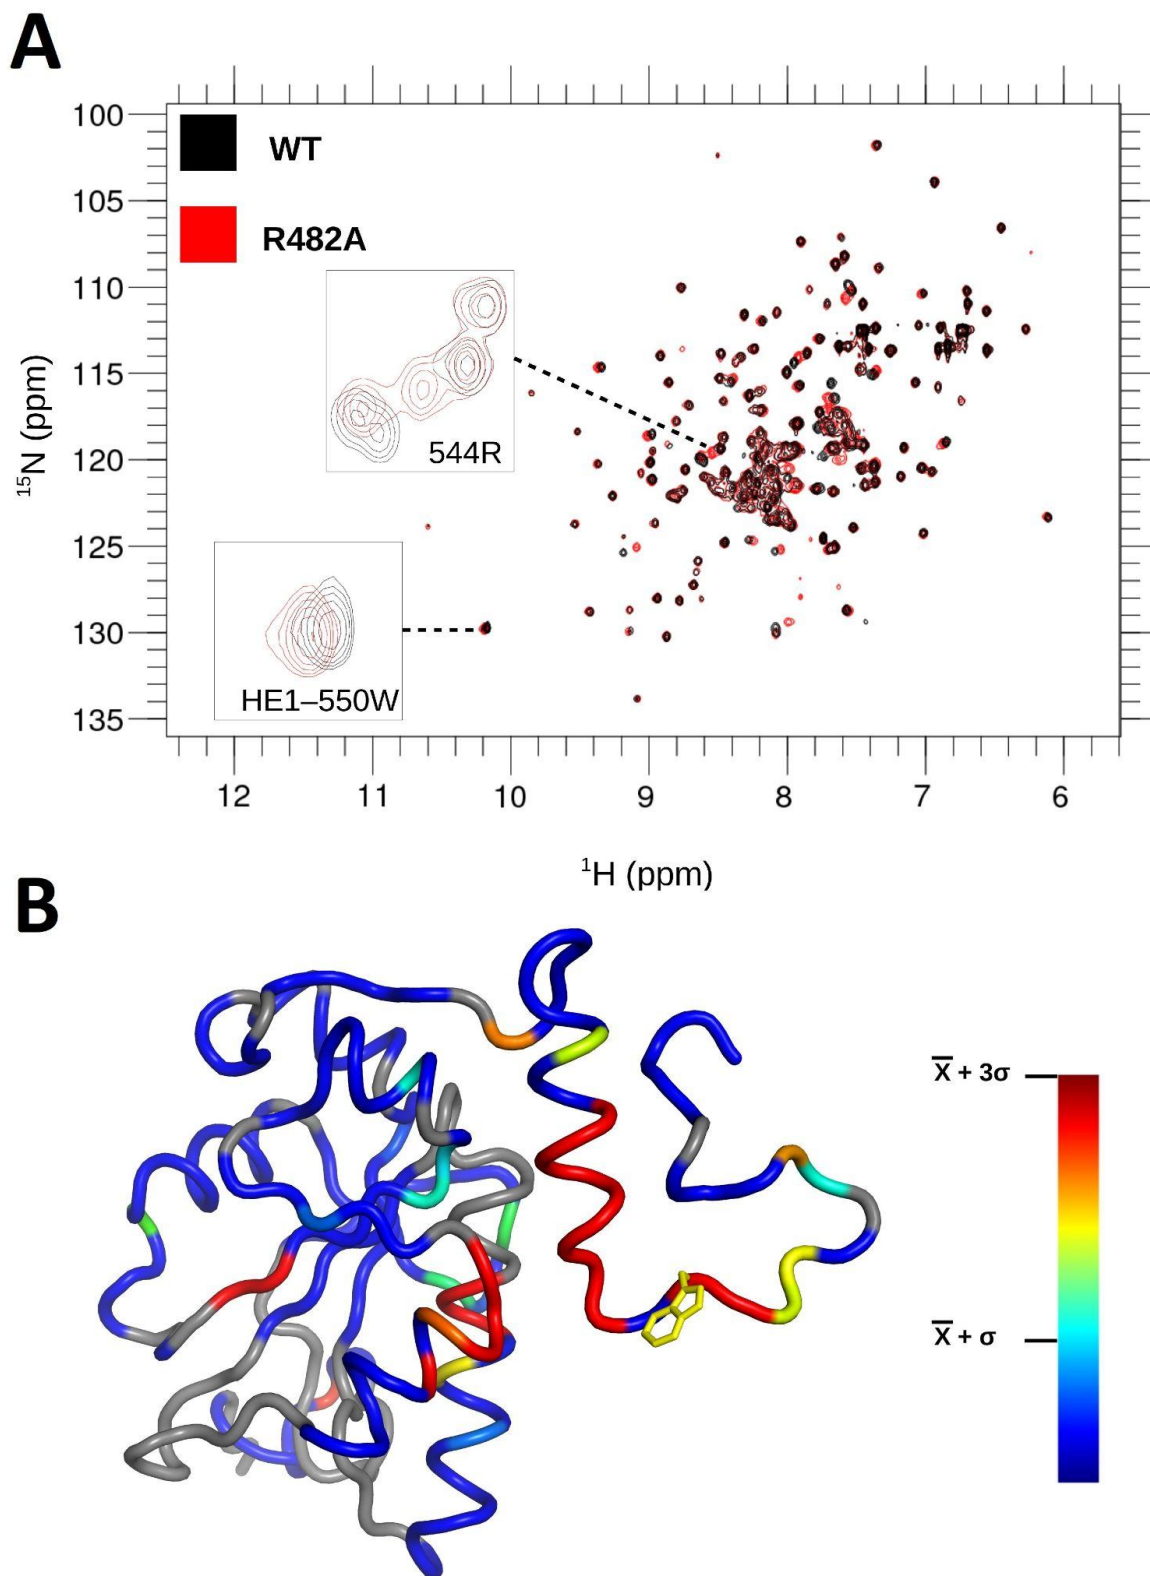 A
100
105
110
115
120
125
130
135
WT
R482A
544R
HE1–550W
¹⁵N (ppm)
12 11 10 9 8 7 6
¹H (ppm)
B
X̅ + 3σ
X̅ + σ